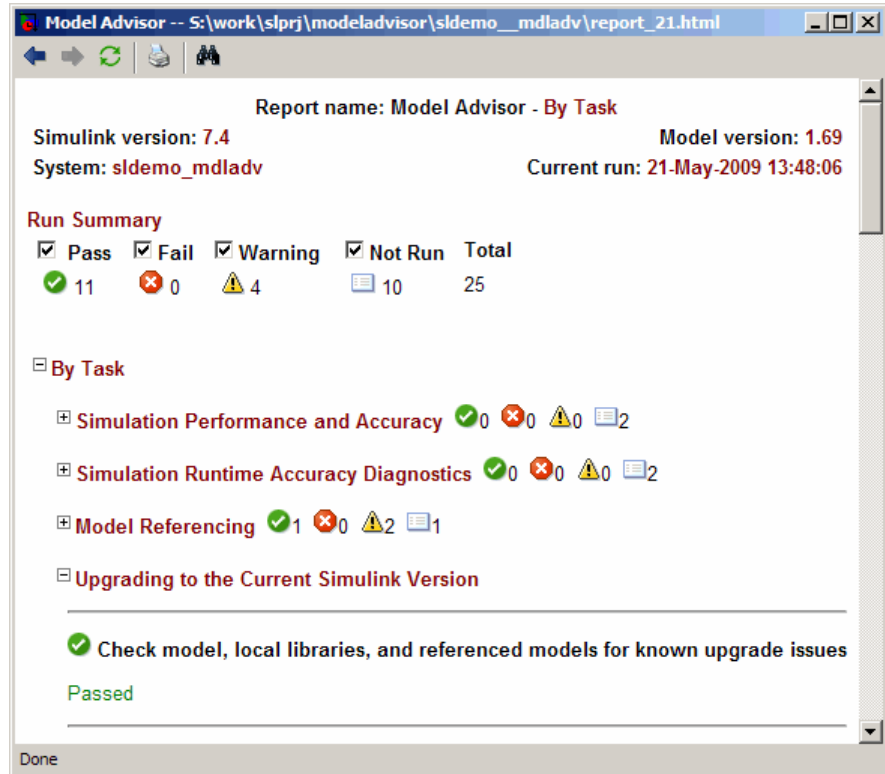 Model Advisor -- S:\work\slprj\modeladvisor\sldemo__mdladv\report_21.html
Report name: Model Advisor - By Task
Simulink version: 7.4 Model version: 1.69
System: sldemo_mdladv Current run: 21-May-2009 13:48:06
Run Summary
Pass Fail Warning Not Run Total
11 0 4 10 25
By Task
Simulation Performance and Accuracy 0 0 0 2
Simulation Runtime Accuracy Diagnostics 0 0 0 2
Model Referencing 1 0 2 1
Upgrading to the Current Simulink Version
Check model, local libraries, and referenced models for known upgrade issues
Passed
Done